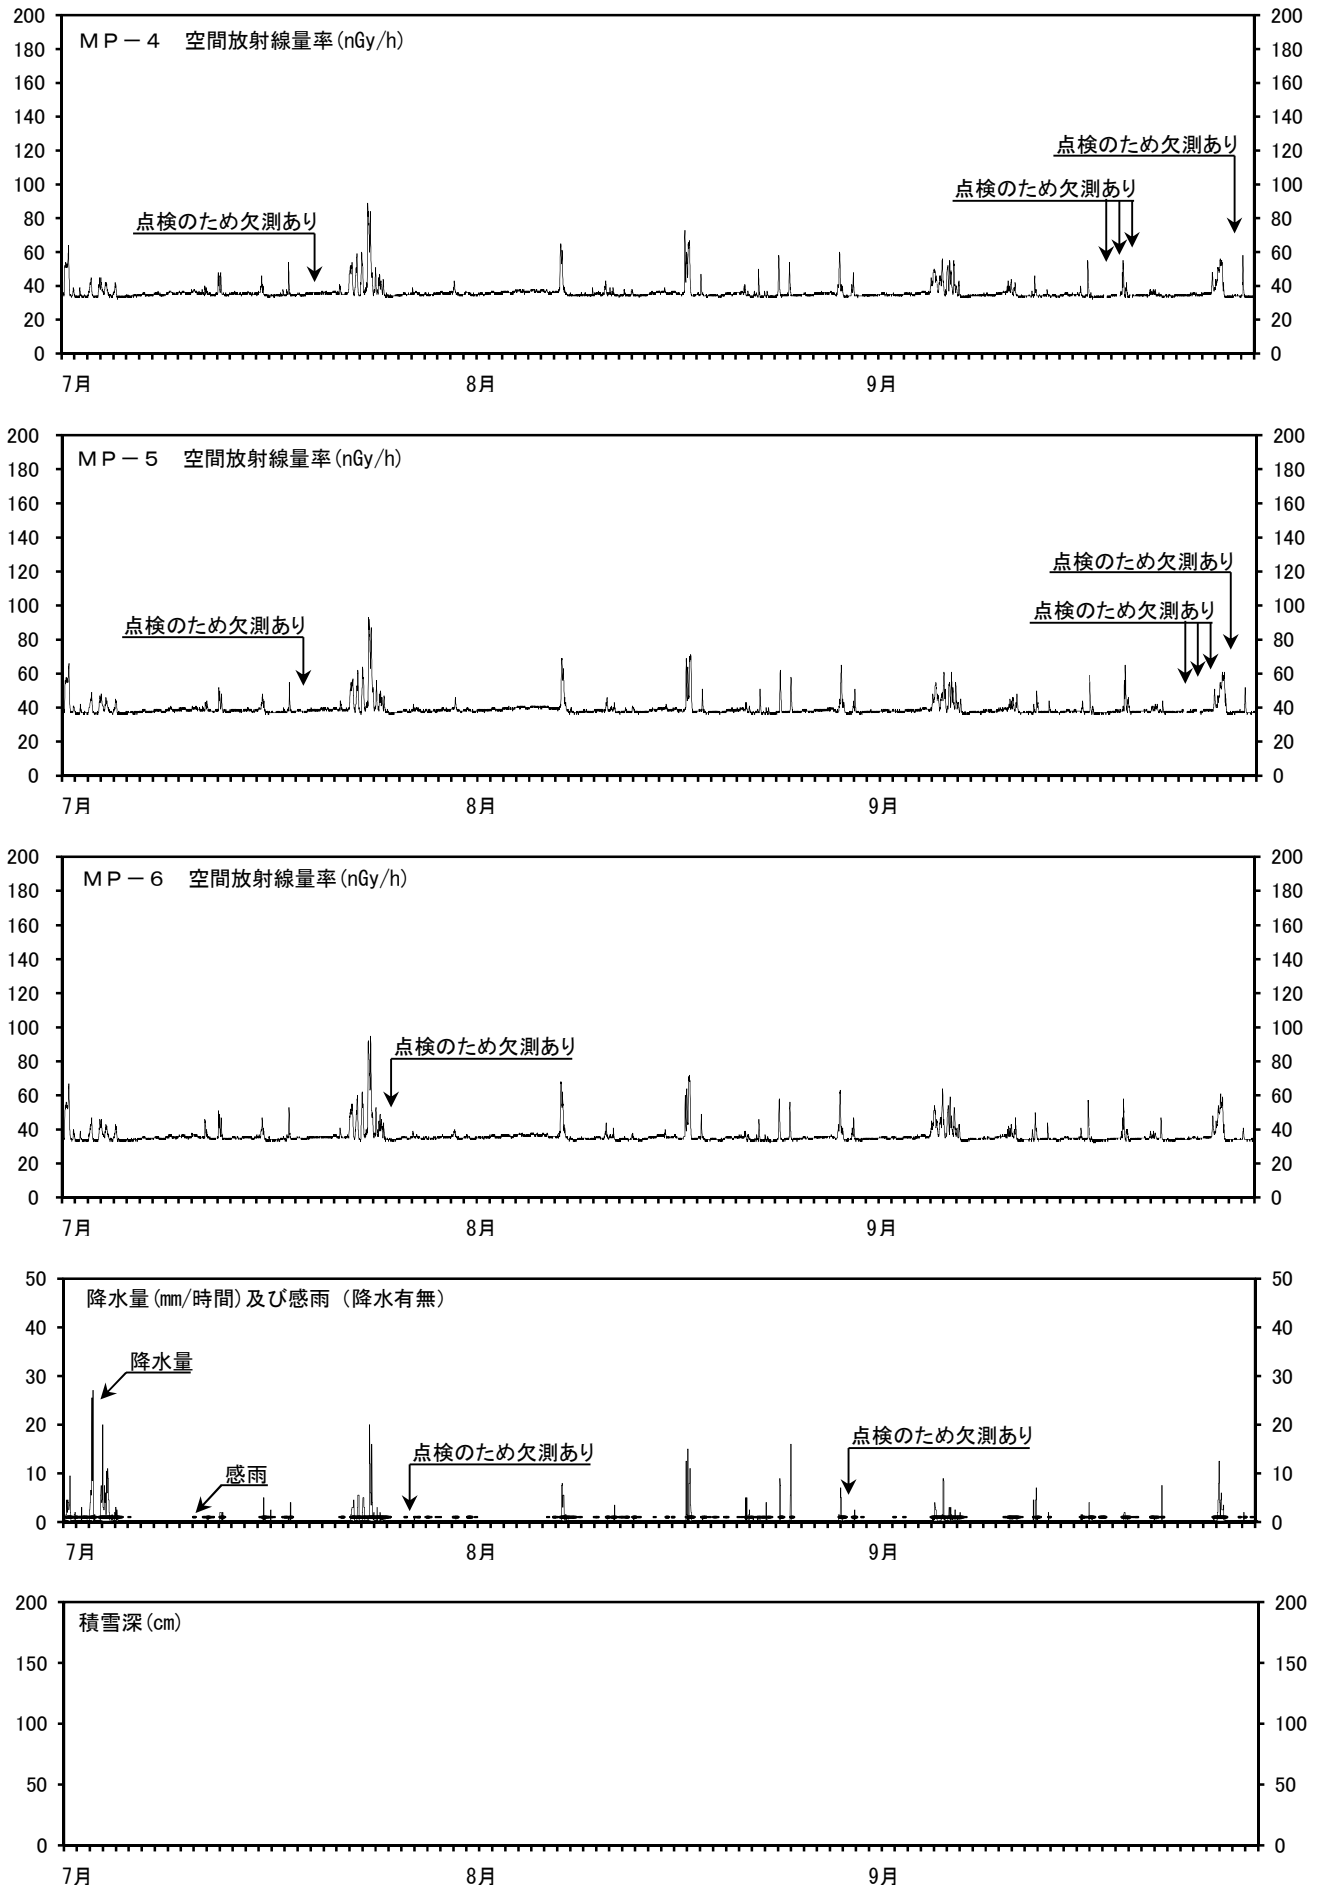 200 200
MP－4　空間放射線量率(nGy/h)
180 180
160 160
140 140
点検のため欠測あり
120 120
点検のため欠測あり
100 100
点検のため欠測あり
80 80
60 60
40 40
20 20
0 0
7月 8月 9月
200 200
MP－5　空間放射線量率(nGy/h)
180 180
160 160
140 140
点検のため欠測あり
120 120
点検のため欠測あり
100 100
点検のため欠測あり
80 80
60 60
40 40
20 20
0 0
7月 8月 9月
200 200
MP－6　空間放射線量率(nGy/h)
180 180
160 160
140 140
120 120
100 100
点検のため欠測あり
80 80
60 60
40 40
20 20
0 0
7月 8月 9月
50 50
降水量(mm/時間)及び感雨（降水有無）
40 40
降水量
30 30
20 20
点検のため欠測あり 点検のため欠測あり
感雨
10 10
0 0
7月 8月 9月
200 200
積雪深(cm)
150 150
100 100
50 50
0 0
7月 8月 9月